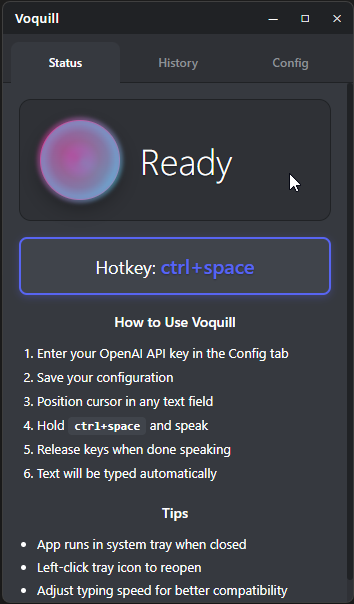 Voquill
Status History Config
Ready
Hotkey: ctrl+space
How to Use Voquill
1. Enter your OpenAI API key in the Config tab
2. Save your configuration
3. Position cursor in any text field
4. Hold ctrl+space and speak
5. Release keys when done speaking
6. Text will be typed automatically
Tips
• App runs in system tray when closed
• Left-click tray icon to reopen
• Adjust typing speed for better compatibility